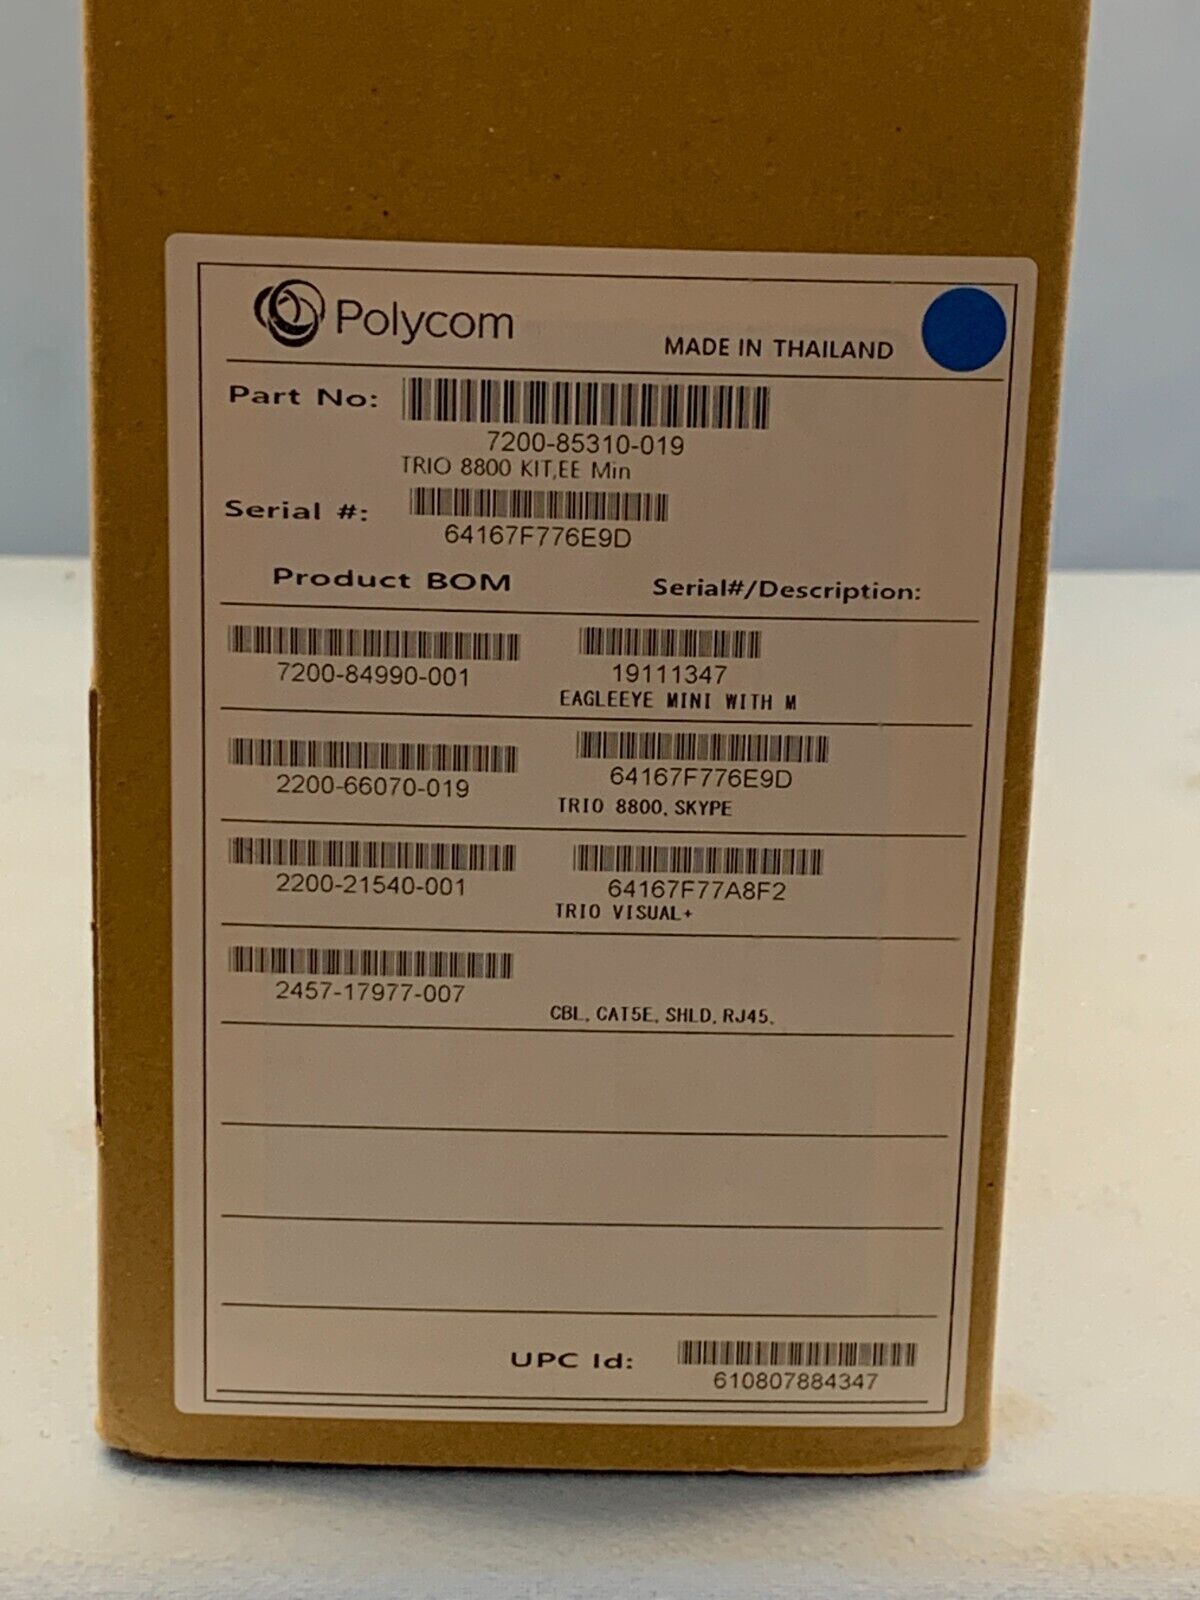 Polycom
MADE IN THAILAND
Part No:
7200-85310-019
TRIO 8800 KIT,EE Min
Serial #:
64167F776E9D
Product BOM Serial#/Description:
7200-84990-001 19111347
EAGLEEYE MINI WITH M
2200-66070-019 64167F776E9D
TRIO 8800, SKYPE
2200-21540-001 64167F77A8F2
TRIO VISUAL+
2457-17977-007
CBL, CAT5E, SHLD, RJ45,
UPC Id:
610807884347